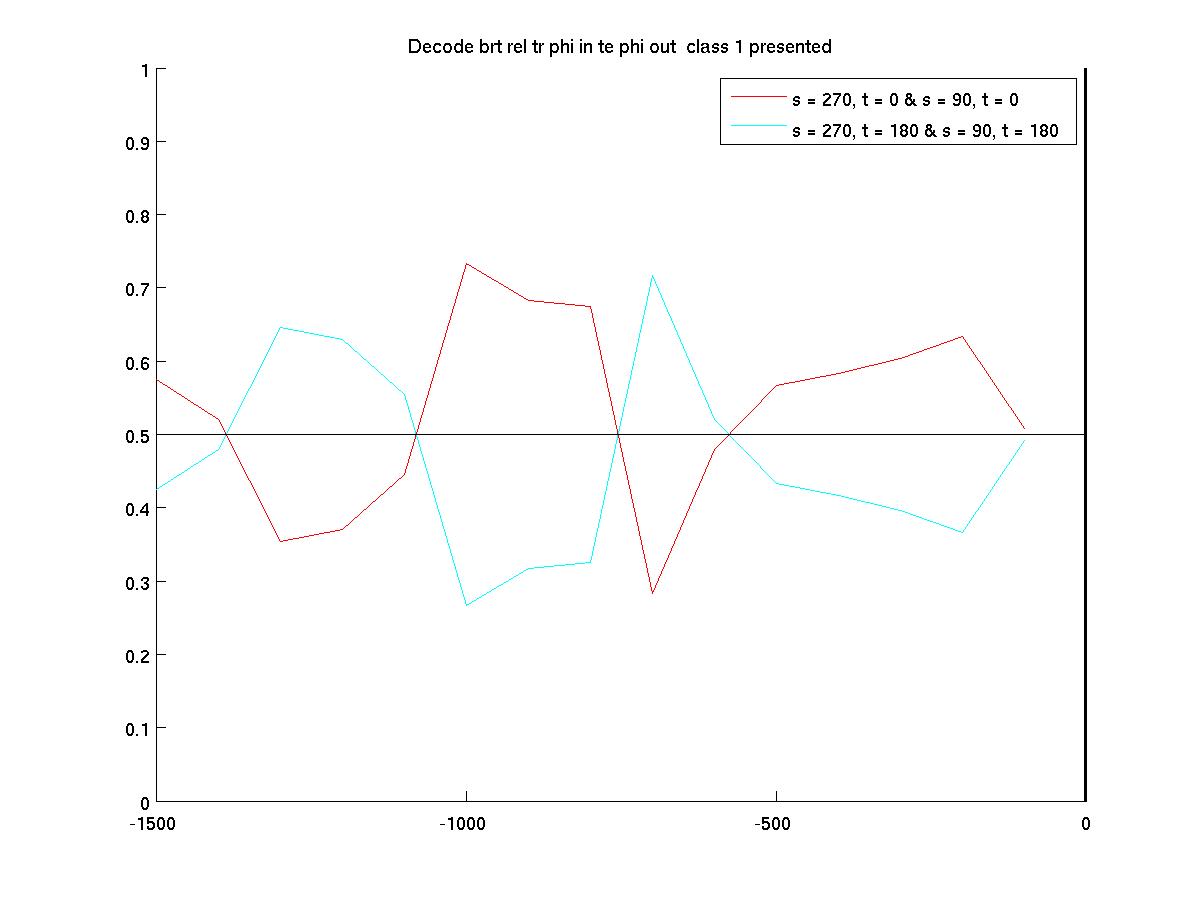 Decode brt rel tr phi in te phi out  class 1 presented
s = 270, t = 0 & s = 90, t = 0
s = 270, t = 180 & s = 90, t = 180
1
0.9
0.8
0.7
0.6
0.5
0.4
0.3
0.2
0.1
0
-1500 -1000 -500 0